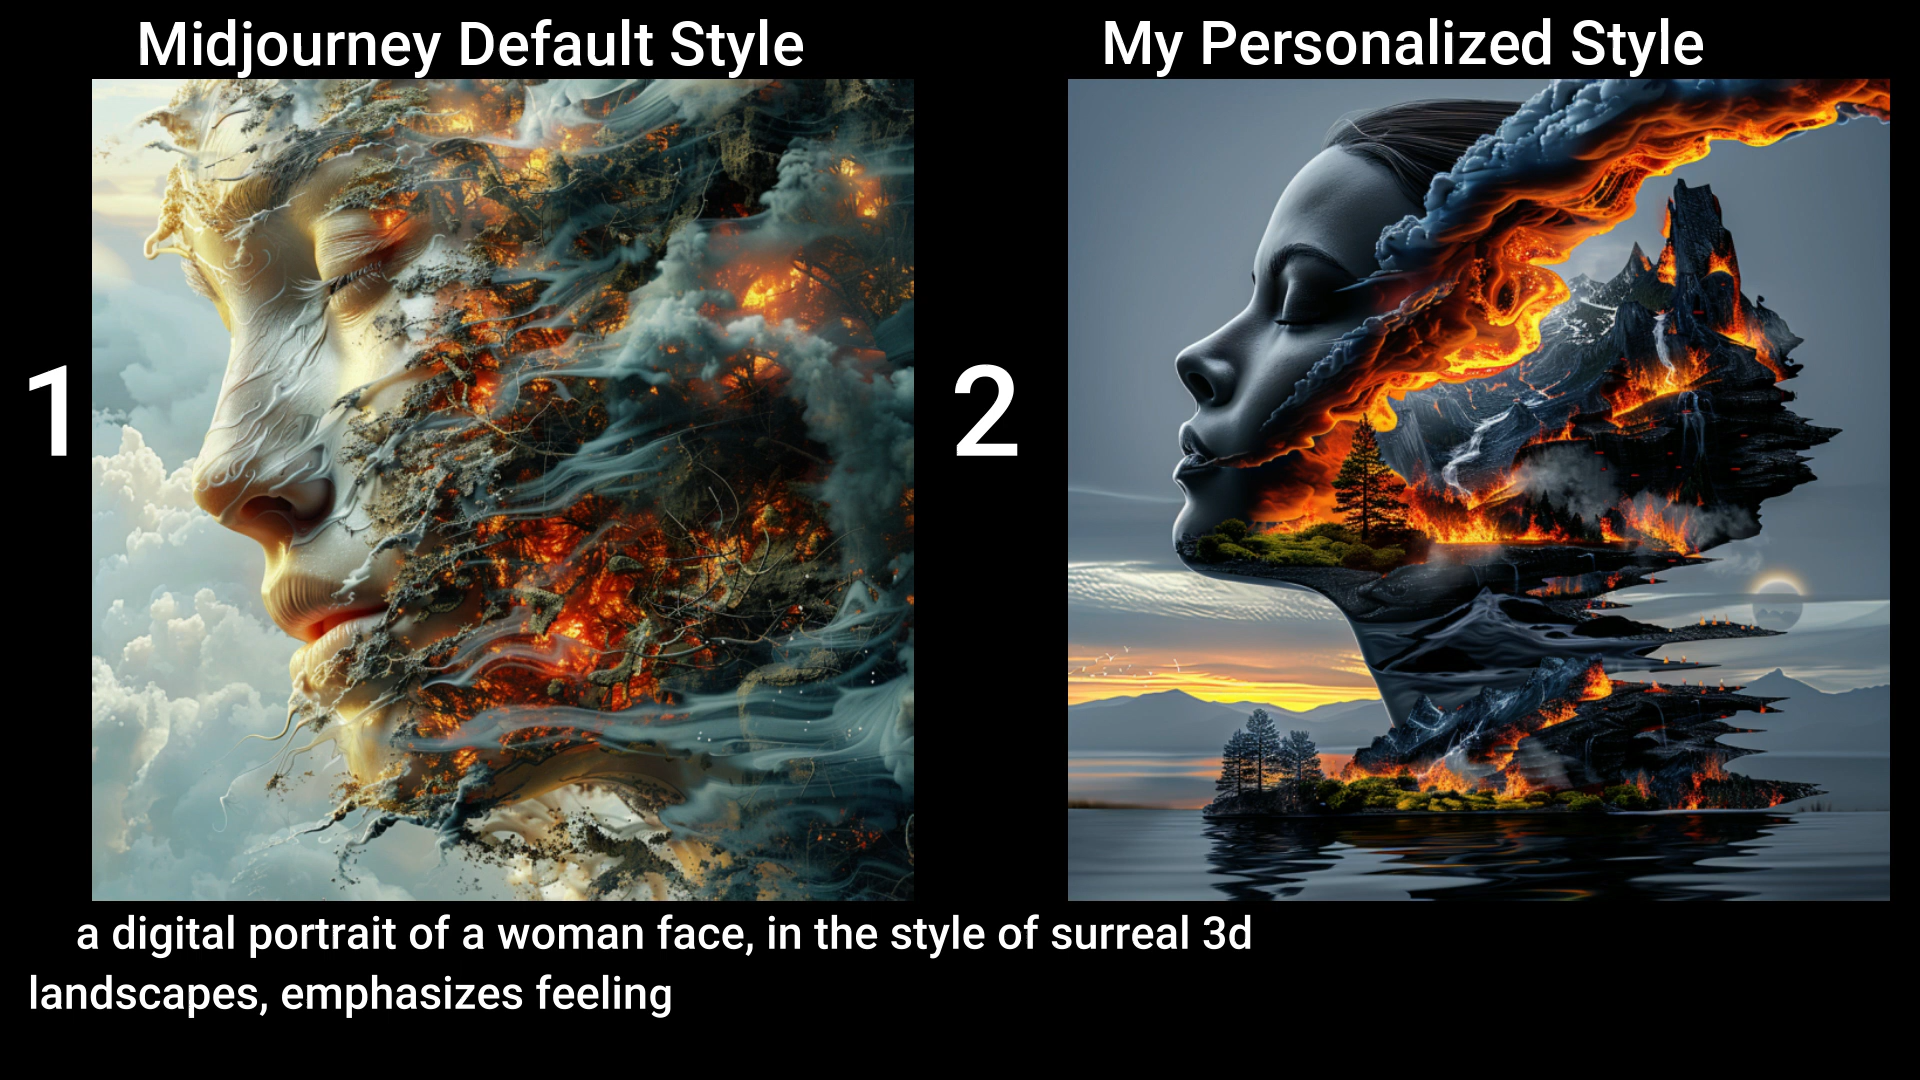 Midjourney Default Style
My Personalized Style
1
2
a digital portrait of a woman face, in the style of surreal 3d
landscapes, emphasizes feeling